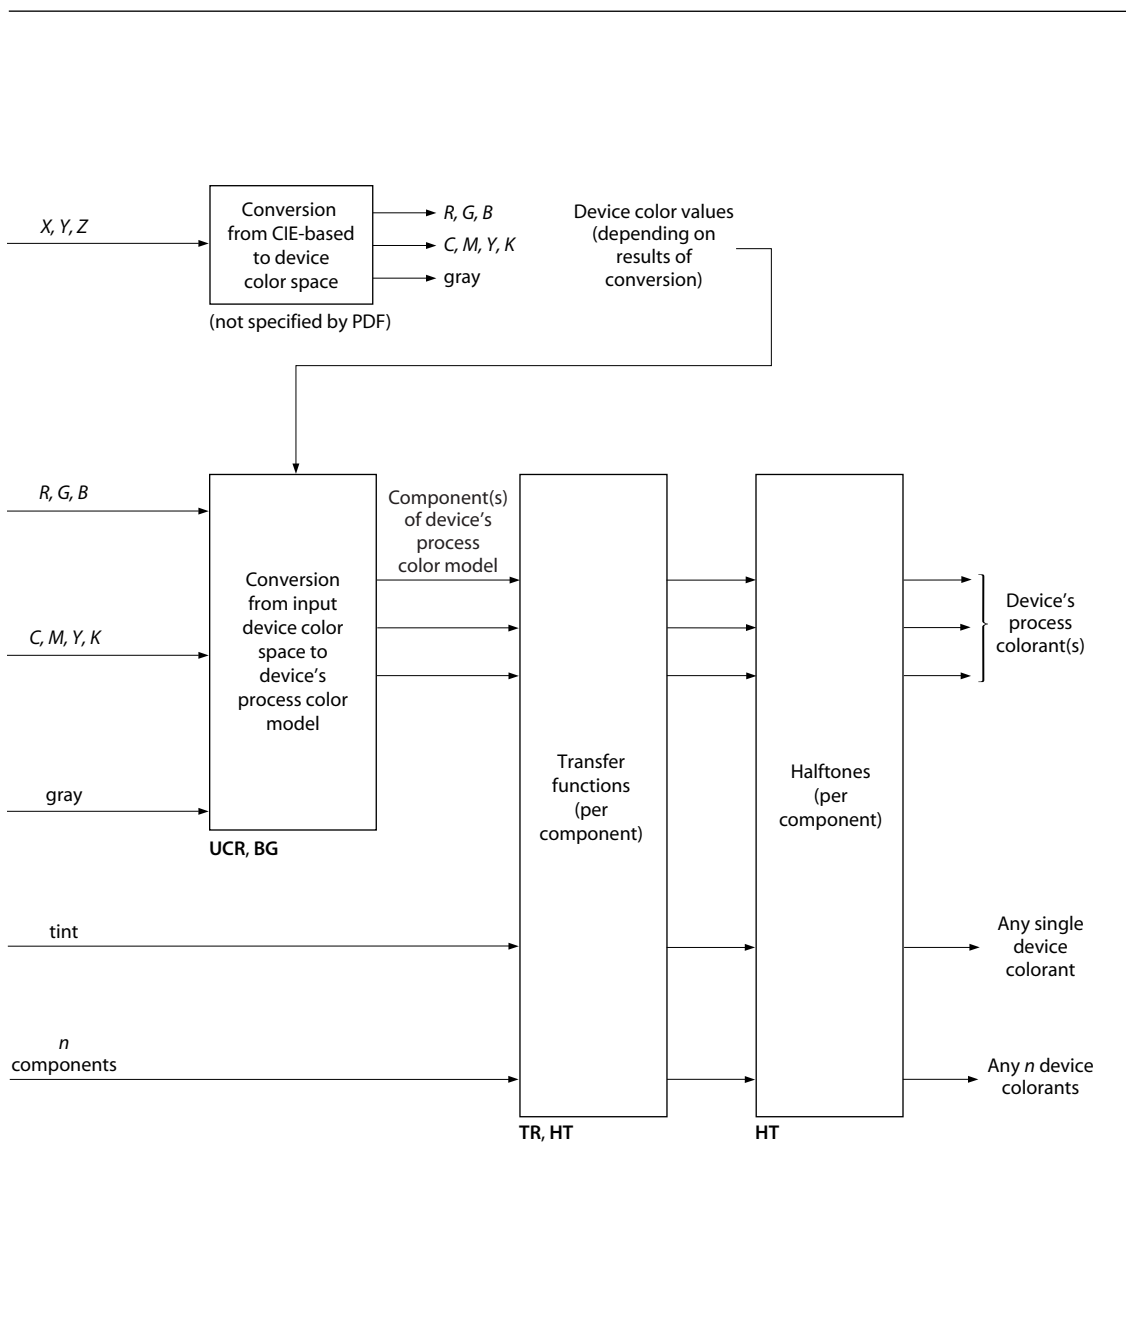 X, Y, Z
Conversion
from CIE-based
to device
color space
(not specified by PDF)
R, G, B
C, M, Y, K
gray
Device color values
(depending on
results of
conversion)
R, G, B
C, M, Y, K
gray
Conversion
from input
device color
space to
device’s
process color
model
UCR, BG
Component(s)
of device’s
process
color model
tint
n
components
Transfer
functions
(per
component)
TR, HT
Halftones
(per
component)
HT
Device’s
process
colorant(s)
Any single
device
colorant
Any n device
colorants